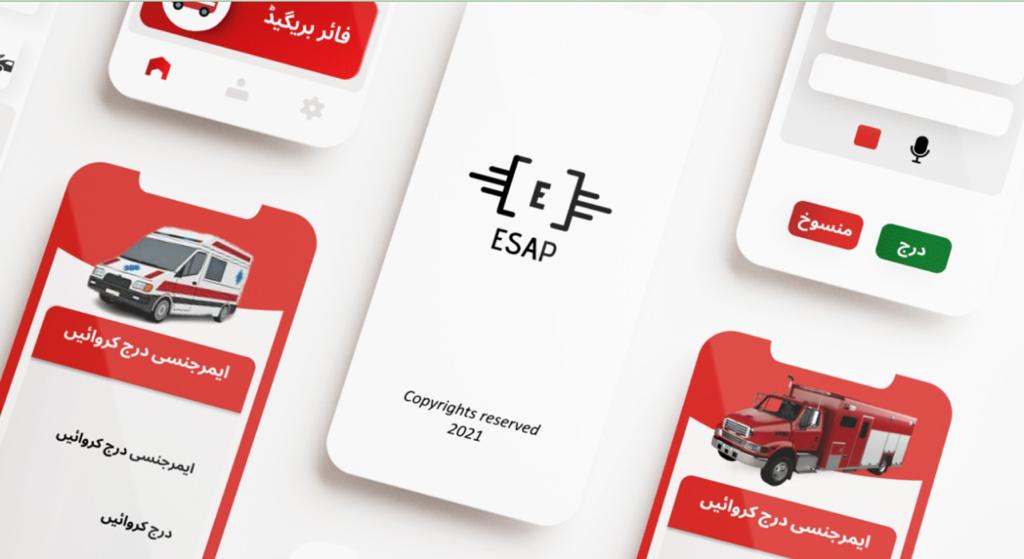 فائر بریگیڈ
E
ESAP
Copyrights reserved
2021
منسوخ
درج
ایمرجنسی درج کروائیں
ایمرجنسی درج کروائیں
درج کروائیں
ایمرجنسی درج کروائیں